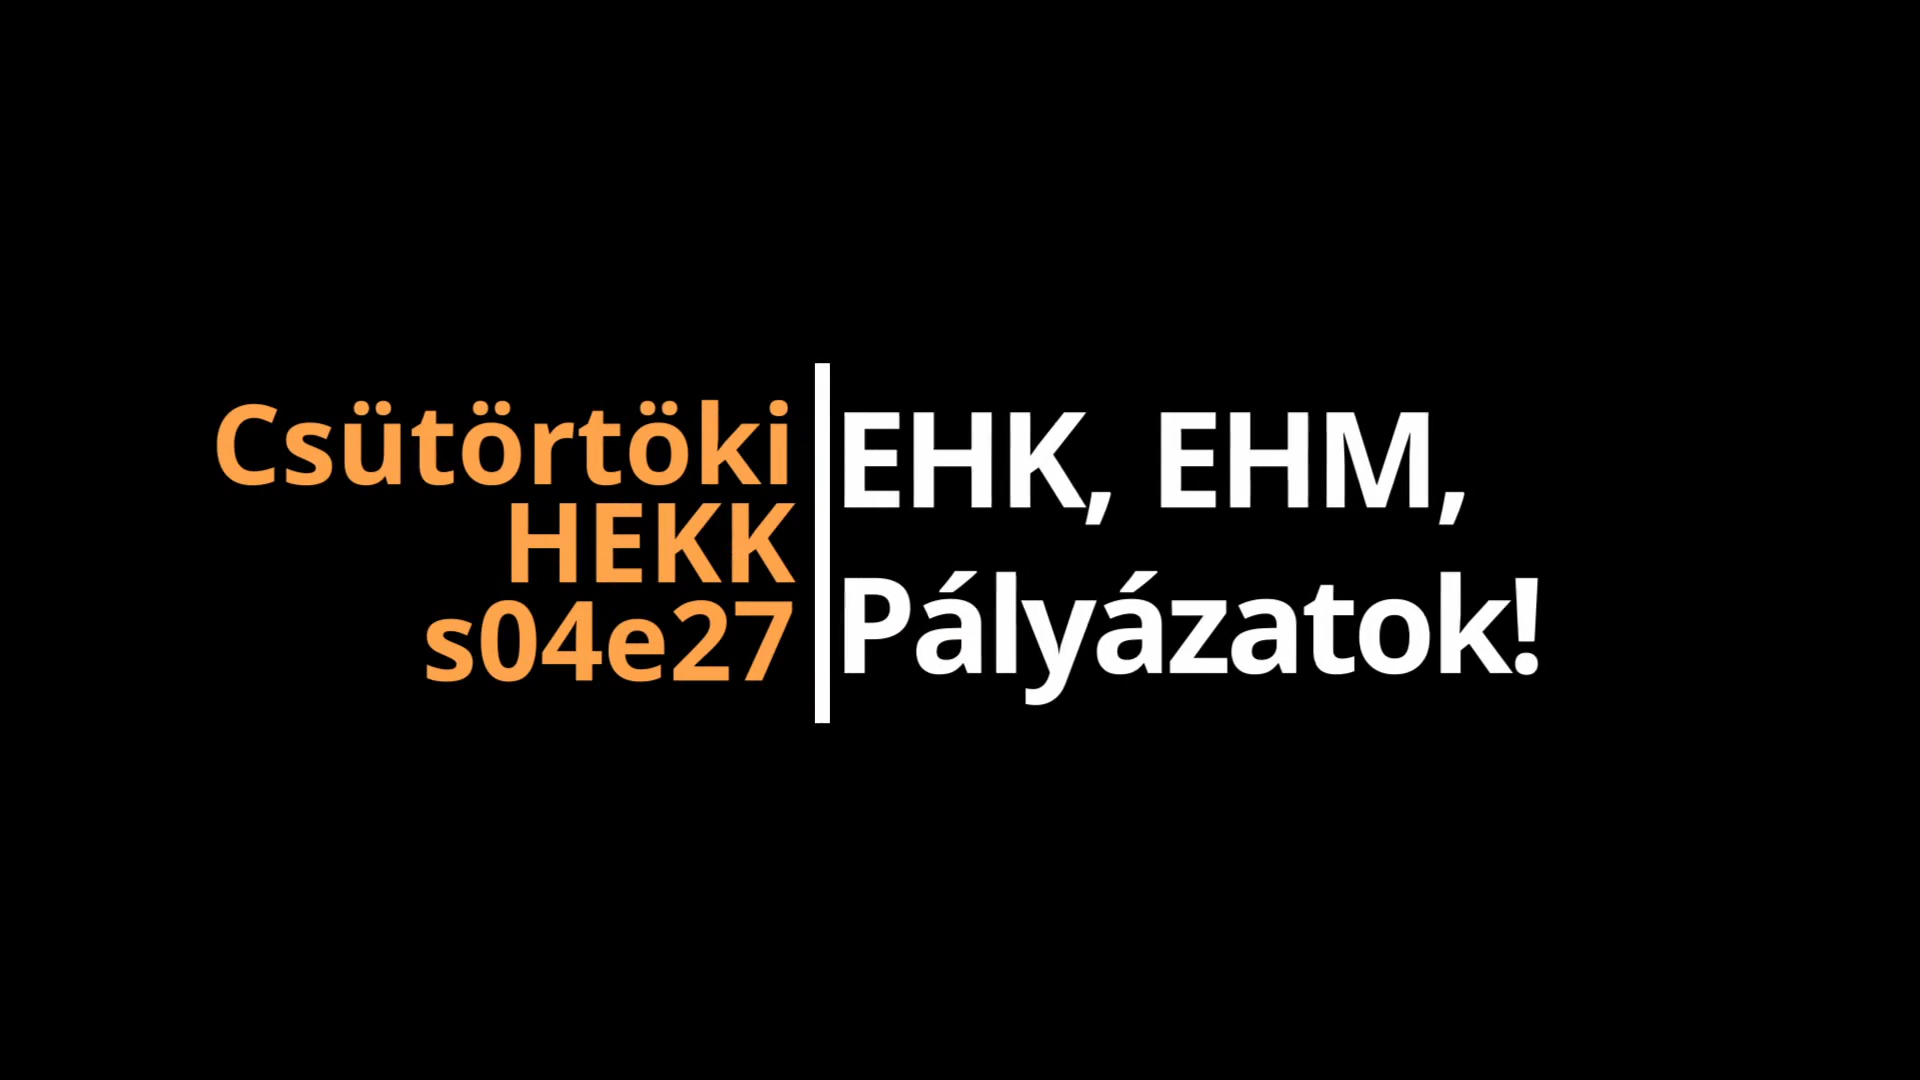 Csütörtöki
HEKK
s04e27
EHK, EHM,
Pályázatok!